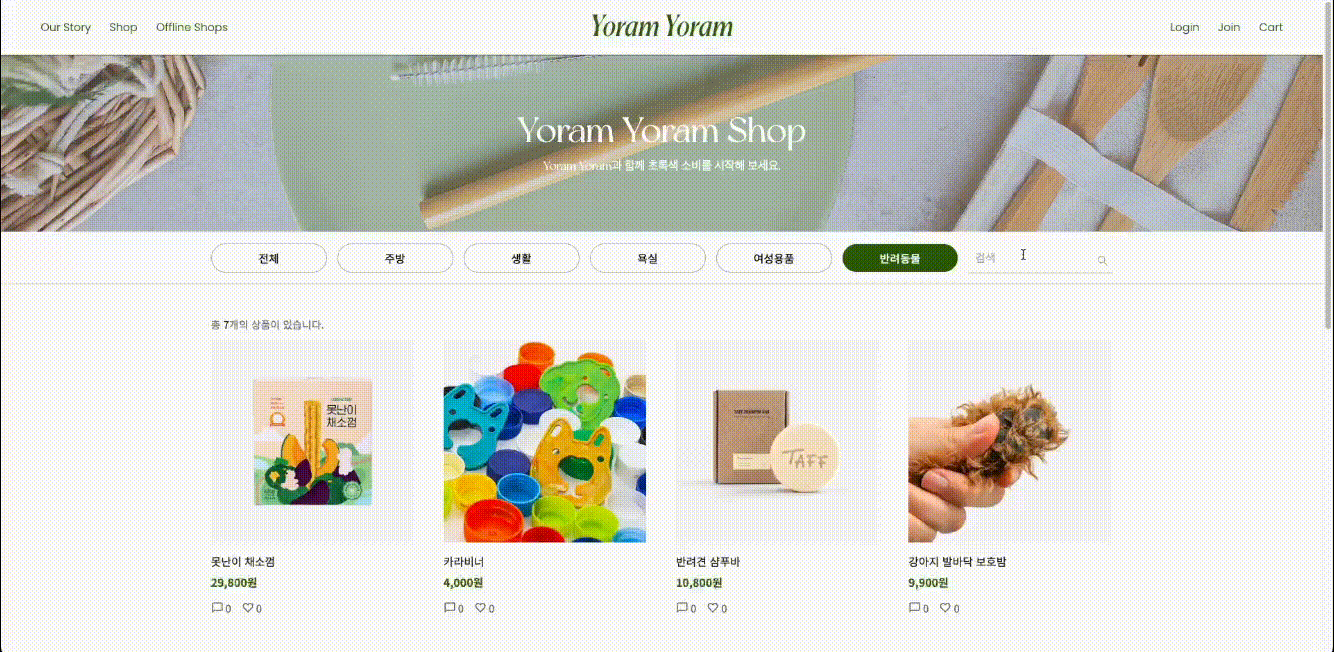 Our Story Shop Offline Shops
Yoram Yoram
Login Join Cart
Yoram Yoram Shop
Yoram Yoram과 함께 초록색 소비를 시작해 보세요.
전체 주방 생활 욕실 여성용품 반려동물 검색
총 7개의 상품이 있습니다.
못난이
채소껌
TAFF
못난이 채소껌
29,800원
0 0
카라비너
4,000원
0 0
반려견 샴푸바
10,800원
0 0
강아지 발바닥 보호밤
9,900원
0 0